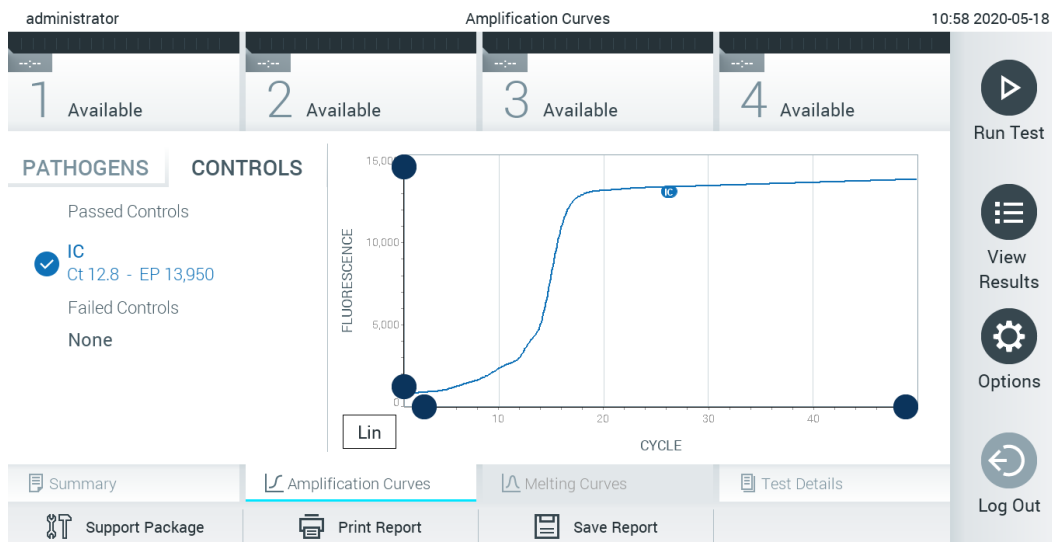 administrator
Amplification Curves
10:58 2020-05-18
--:--
1 Available
--:--
2 Available
--:--
3 Available
--:--
4 Available
Run Test
View
Results
Options
Log Out
PATHOGENS
CONTROLS
Passed Controls
IC
Ct 12.8 - EP 13,950
Failed Controls
None
FLUORESCENCE
15,000
10,000
5,000
0
IC
10
20
30
40
CYCLE
Lin
Summary
Amplification Curves
Melting Curves
Test Details
Support Package
Print Report
Save Report